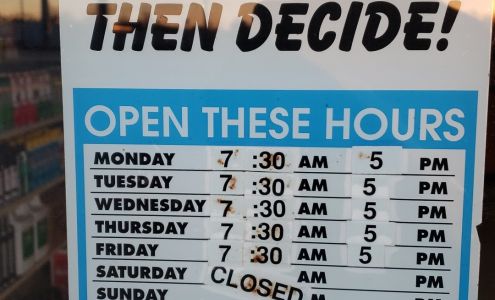 THEN DECIDE!
OPEN THESE HOURS
MONDAY 7 :30 AM 5 PM
TUESDAY 7 :30 AM 5 PM
WEDNESDAY 7 :30 AM 5 PM
THURSDAY 7 :30 AM 5 PM
FRIDAY 7 :30 AM 5 PM
SATURDAY CLOSED AM PM
SUNDAY AM PM